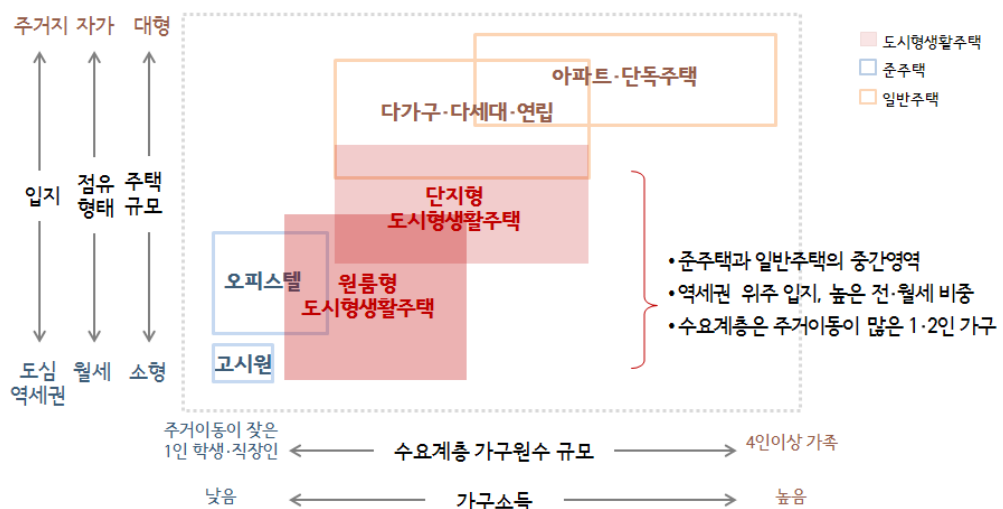 주거지 자가 대형
도시형생활주택
준주택
일반주택
아파트·단독주택
다가구·다세대·연립
입지
점유
형태
주택
규모
단지형
도시형생활주택
오피스텔
원룸형
도시형생활주택
고시원
•준주택과 일반주택의 중간영역
•역세권 위주 입지, 높은 전·월세 비중
•수요계층은 주거이동이 많은 1·2인 가구
도심
역세권
월세
소형
주거이동이 잦은
1인 학생·직장인
수요계층 가구원수 규모
4인이상 가족
낮음
가구소득
높음